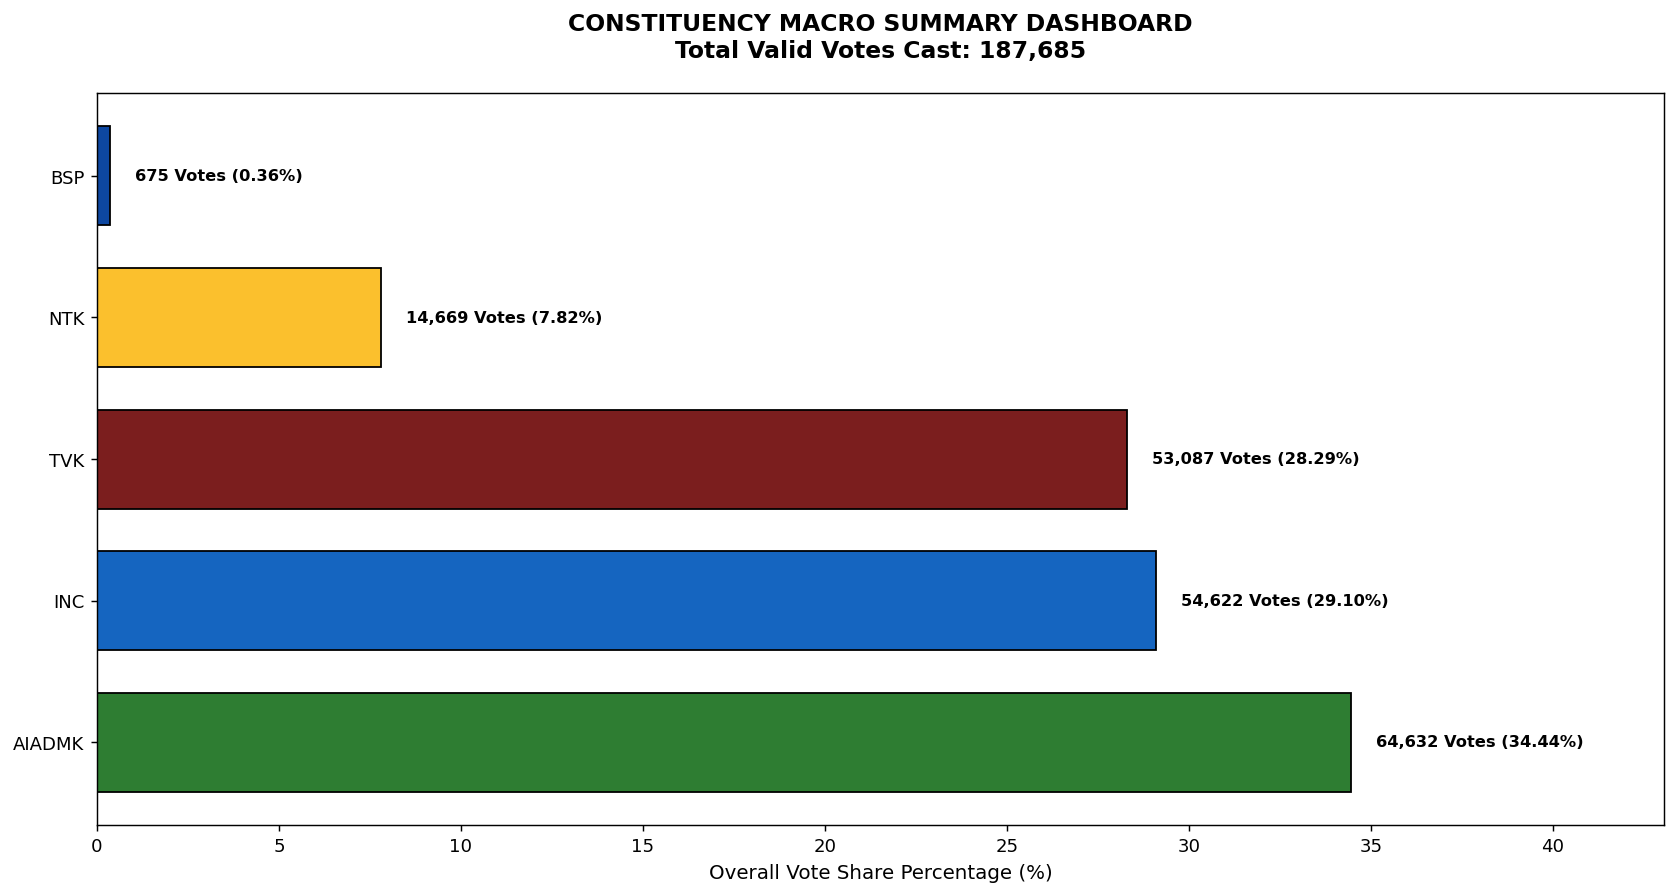 CONSTITUENCY MACRO SUMMARY DASHBOARD
Total Valid Votes Cast: 187,685
BSP
675 Votes (0.36%)
NTK
14,669 Votes (7.82%)
TVK
53,087 Votes (28.29%)
INC
54,622 Votes (29.10%)
AIADMK
64,632 Votes (34.44%)
0 5 10 15 20 25 30 35 40
Overall Vote Share Percentage (%)